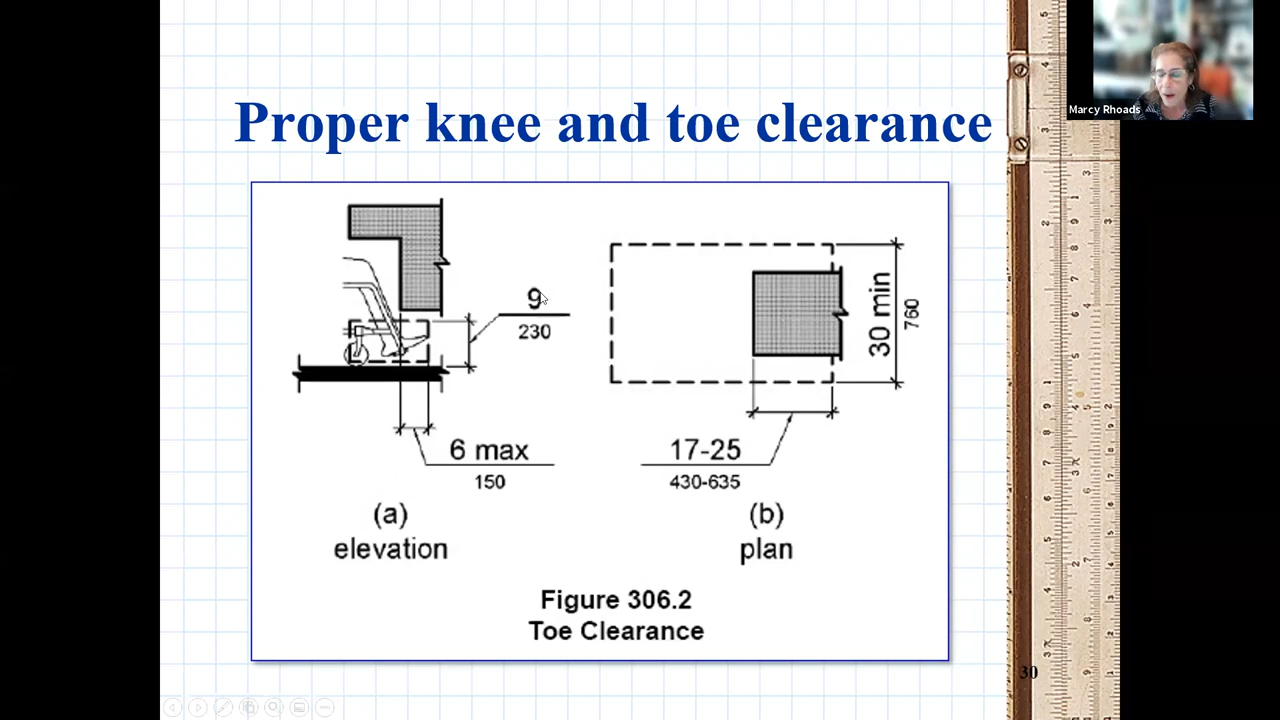 Proper knee and toe clearance
Marcy Rhoads
9
230
30 min
760
6 max
150
17-25
430-635
(a)
elevation
(b)
plan
Figure 306.2
Toe Clearance
30